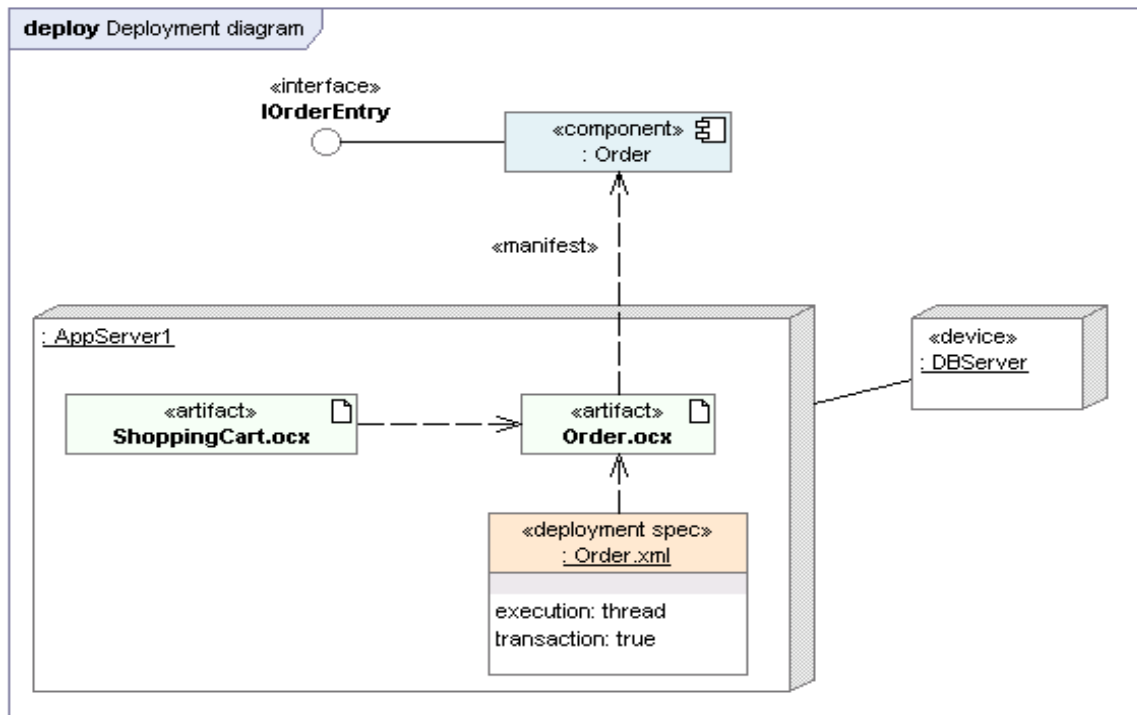 deploy Deployment diagram
«interface»
IOrderEntry
«component»
: Order
«manifest»
: AppServer1
«device»
: DBServer
«artifact»
ShoppingCart.ocx
«artifact»
Order.ocx
«deployment spec»
: Order.xml
execution: thread
transaction: true